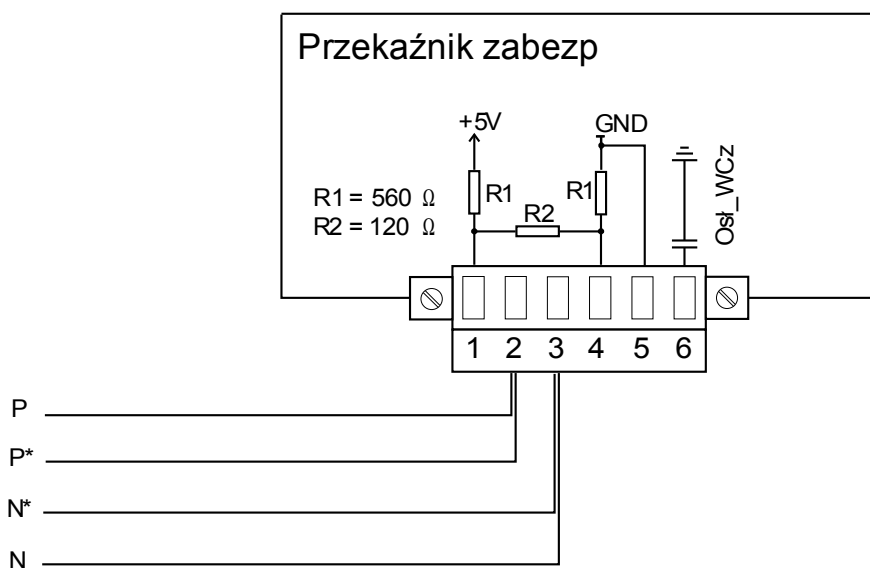 Przekaźnik zabezp
+5V GND
R1 = 560 Ω R1 R1
R2 = 120 Ω R2
Osł_WCz
1 2 3 4 5 6
P
P*
N*
N